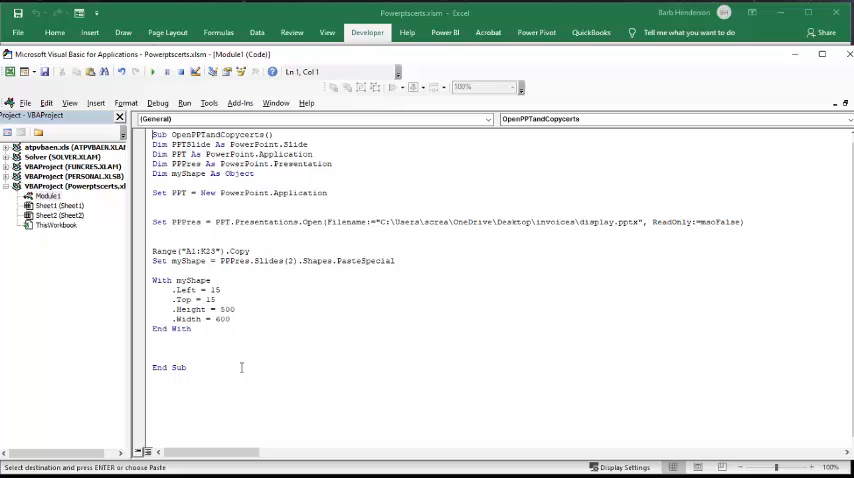 Powerptscerts.xlsm - Excel
Barb Henderson
BH
File Home Insert Draw Page Layout Formulas Data Review View Developer Help Power BI Acrobat Power Pivot QuickBooks Tell me what you want to do Share
Microsoft Visual Basic for Applications - Powerptscerts.xlsm - [Module1 (Code)]
Ln 1, Col 1
100%
File Edit View Insert Format Debug Run Tools Add-Ins Window Help
Project - VBAProject
(General)
OpenPPTandCopycerts
atpvbaen.xls (ATPVBAEN.XLAM
Solver (SOLVER.XLAM)
VBAProject (FUNCRES.XLAM)
VBAProject (PERSONAL.XLSB)
VBAProject (Powerptscerts.xl
Module1
Sheet1 (Sheet1)
Sheet2 (Sheet2)
ThisWorkbook
Sub OpenPPTandCopycerts()
Dim PPTSlide As PowerPoint.Slide
Dim PPT As PowerPoint.Application
Dim PPPres As PowerPoint.Presentation
Dim myShape As Object
Set PPT = New PowerPoint.Application
Set PPPres = PPT.Presentations.Open(Filename:="C:\Users\screa\OneDrive\Desktop\invoices\display.pptx", ReadOnly:=msoFalse)
Range("A1:K23").Copy
Set myShape = PPPres.Slides(2).Shapes.PasteSpecial
With myShape
.Left = 15
.Top = 15
.Height = 500
.Width = 600
End With
End Sub
Select destination and press ENTER or choose Paste
Display Settings
100%